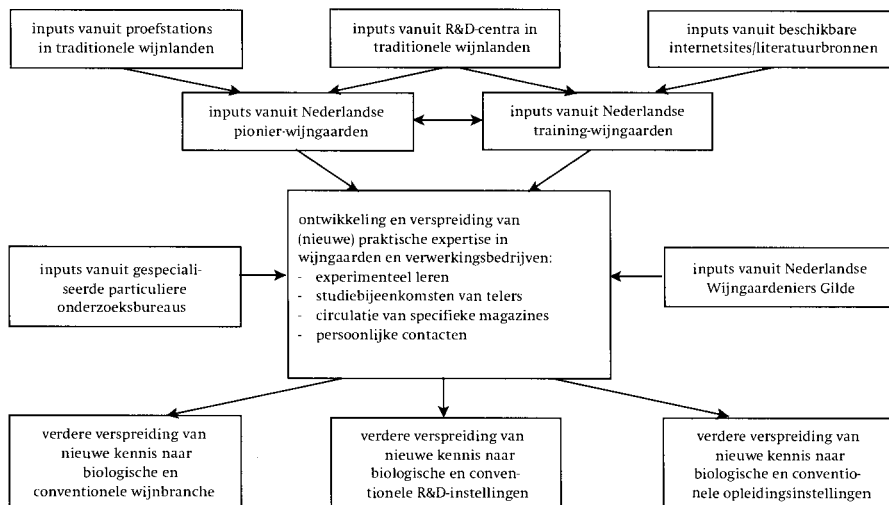 inputs vanuit proefstations
in traditionele wijnlanden
inputs vanuit R&D-centra in
traditionele wijnlanden
inputs vanuit beschikbare
internetsites/literatuurbronnen
inputs vanuit Nederlandse
pionier-wijngaarden
inputs vanuit Nederlandse
training-wijngaarden
ontwikkeling en verspreiding van
(nieuwe) praktische expertise in
wijngaarden en verwerkingsbedrijven:
- experimenteel leren
- studiebijeenkomsten van telers
- circulatie van specifieke magazines
- persoonlijke contacten
inputs vanuit gespeciali-
seerde particuliere
onderzoeksbureaus
inputs vanuit Nederlandse
Wijngaardeniers Gilde
verdere verspreiding van
nieuwe kennis naar
biologische en
conventionele wijnbranche
verdere verspreiding van
nieuwe kennis naar
biologische en conven-
tionele R&D-instellingen
verdere verspreiding van
nieuwe kennis naar
biologische en conventio-
nele opleidingsinstellingen